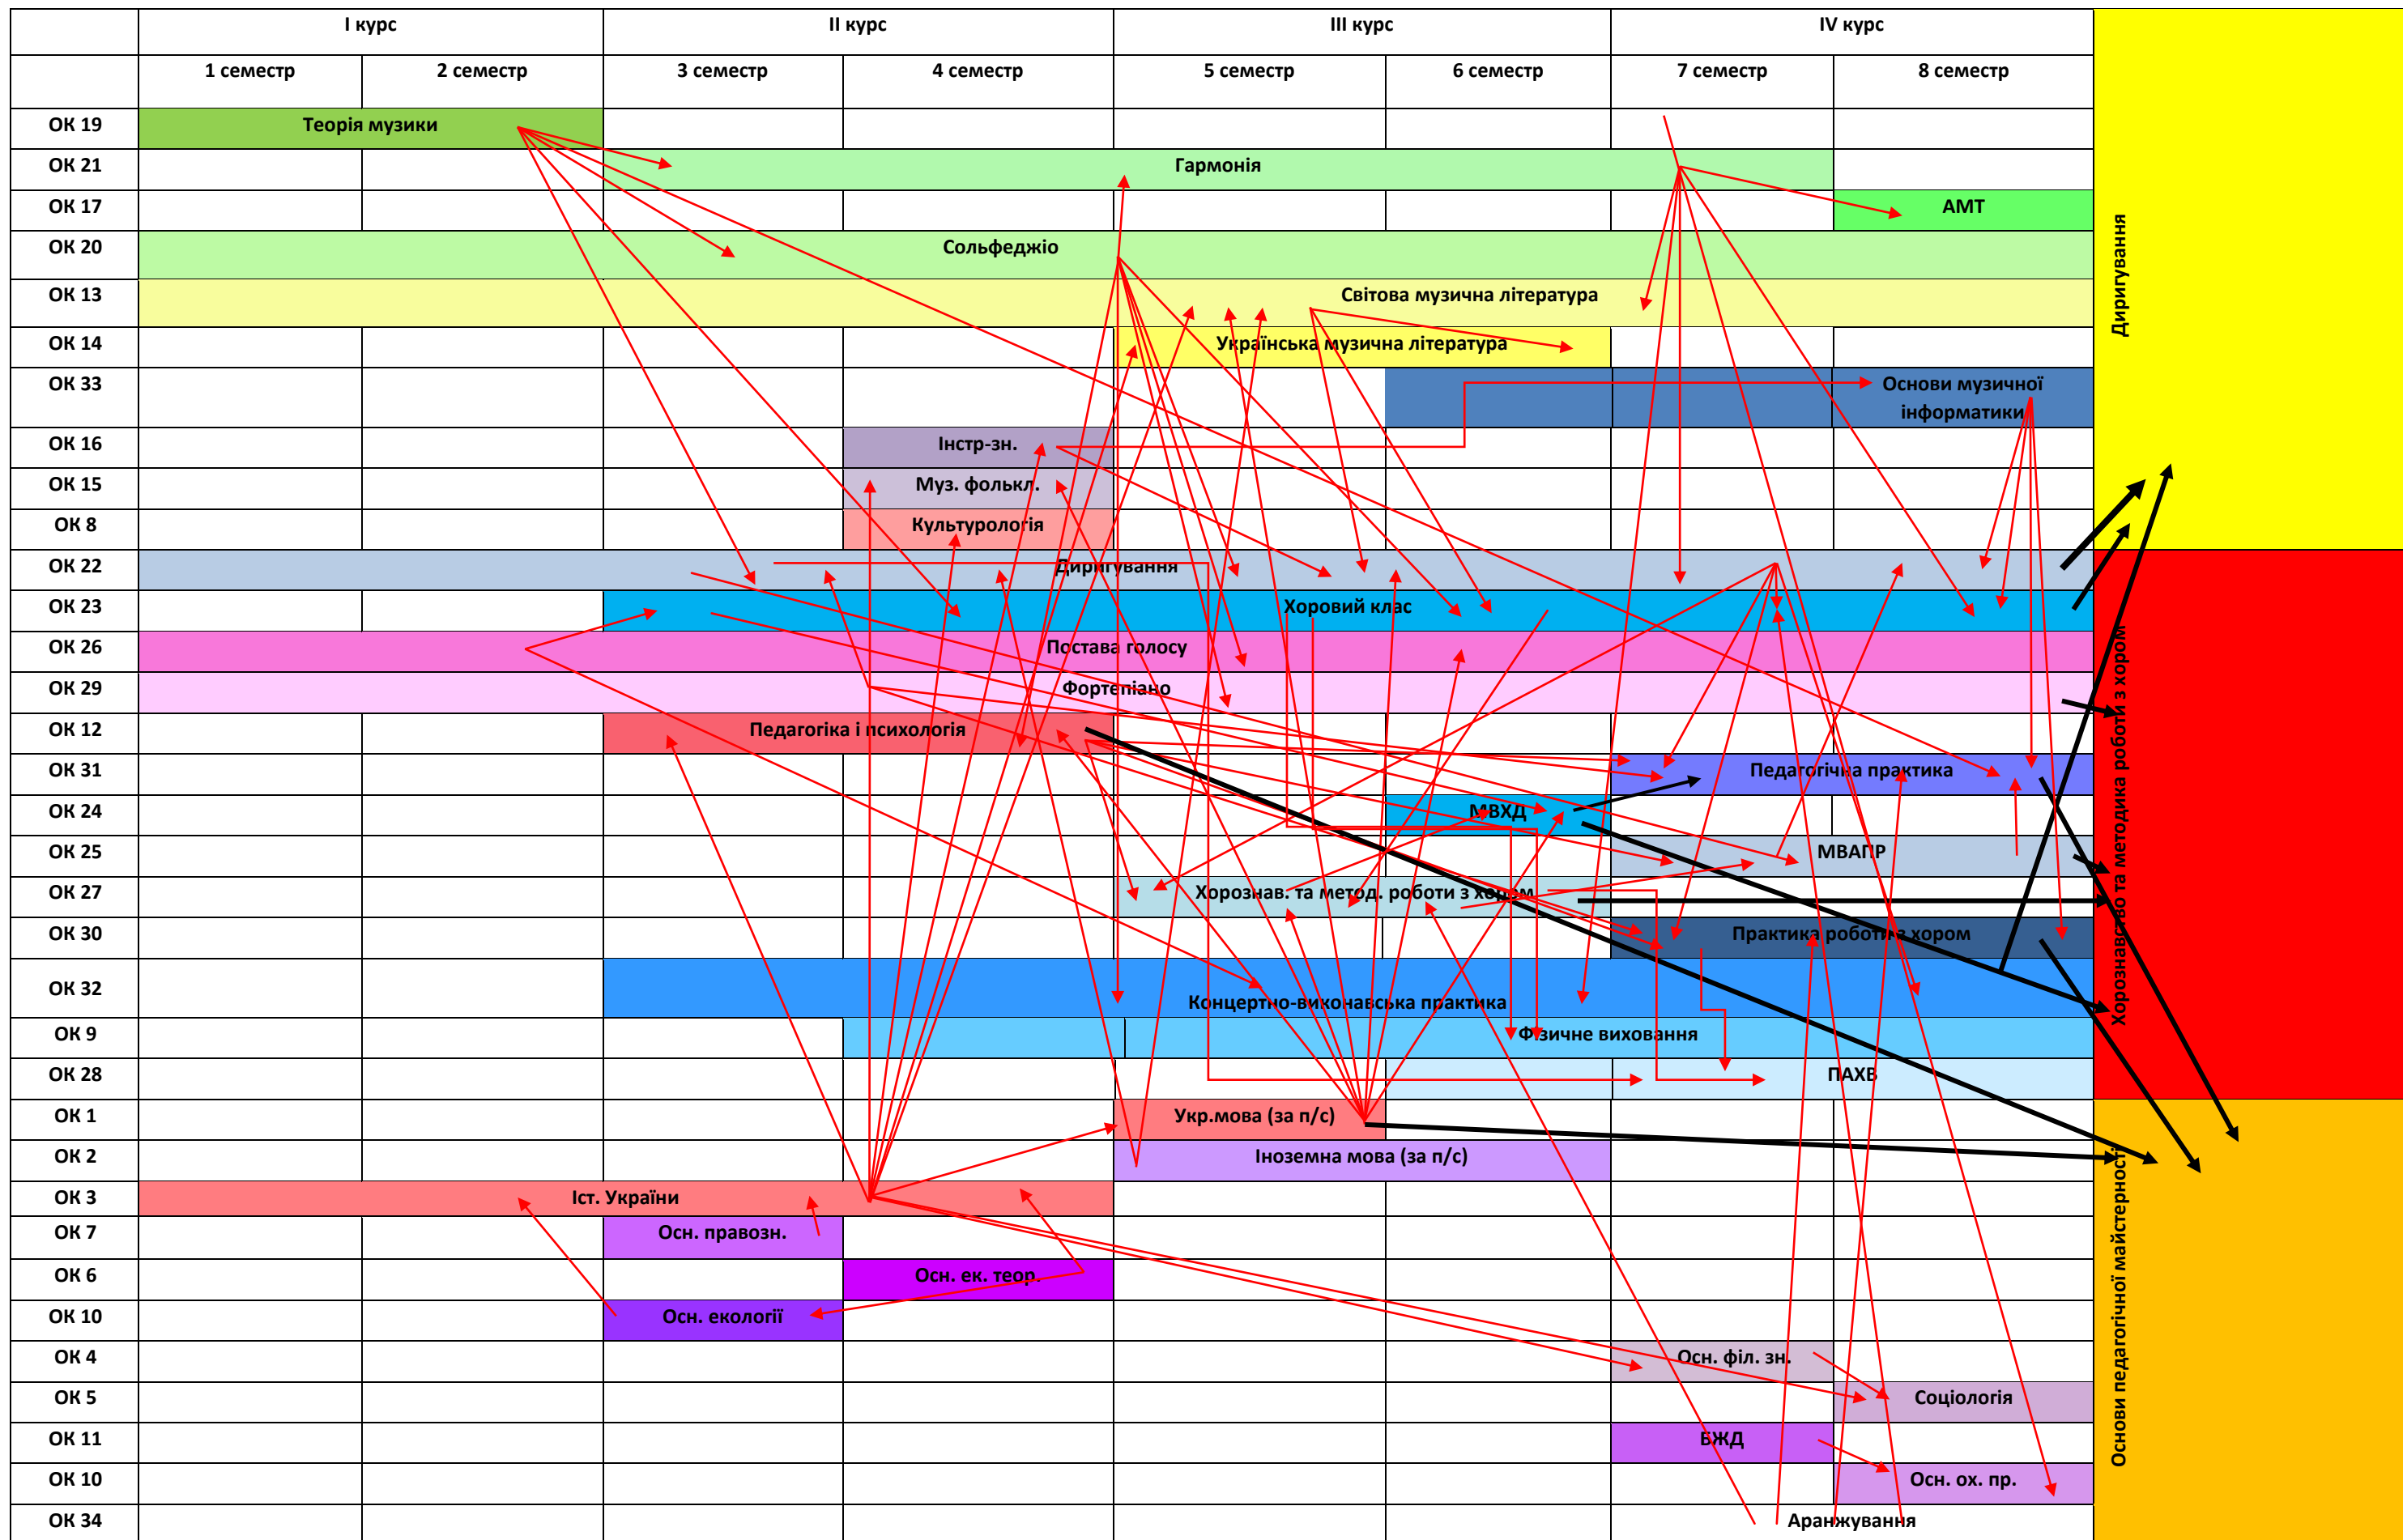 І курс ІІ курс ІІІ курс IV курс
1 семестр 2 семестр 3 семестр 4 семестр 5 семестр 6 семестр 7 семестр 8 семестр
ОК 19 Теорія музики
ОК 21 Гармонія
ОК 17 АМТ
ОК 20 Сольфеджіо
ОК 13 Світова музична література
ОК 14 Українська музична література
ОК 33 Основи музичної
інформатики
ОК 16 Інстр-зн.
ОК 15 Муз. фолькл.
ОК 8 Культурологія
ОК 22 Диригування
ОК 23 Хоровий клас
ОК 26 Постава голосу
ОК 29 Фортепіано
ОК 12 Педагогіка і психологія
ОК 31 Педагогічна практика
ОК 24 МВХД
ОК 25 МВАПР
ОК 27 Хорознав. та метод. роботи з хором
ОК 30 Практика роботи з хором
ОК 32 Концертно-виконавська практика
ОК 9 Фізичне виховання
ОК 28 ПАХВ
ОК 1 Укр.мова (за п/с)
ОК 2 Іноземна мова (за п/с)
ОК 3 Іст. України
ОК 7 Осн. правозн.
ОК 6 Осн. ек. теор.
ОК 10 Осн. екології
ОК 4 Осн. філ. зн.
ОК 5 Соціологія
ОК 11 БЖД
ОК 10 Осн. ох. пр.
ОК 34 Аранжування
Диригування
Хорознавство та методика роботи з хором
Основи педагогічної майстерності